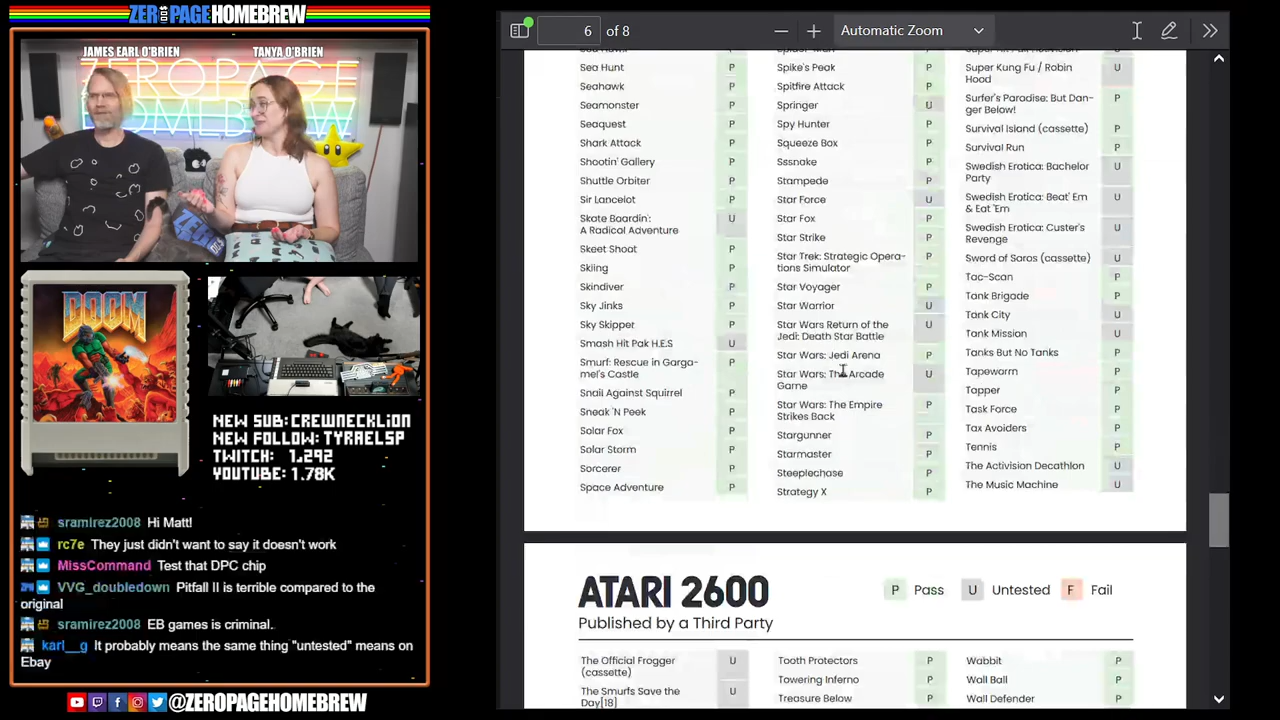 ZEROPAGE HOMEBREW
JAMES EARL O'BRIEN
TANYA O'BRIEN
ZEROPAGE
HOMEBREW
DOOM
NEW SUB: CREWNECKLION
NEW FOLLOW: TYRAELSP
TWITCH: 1,292
YOUTUBE: 1.78K
sramirez2008 Hi Matt!
rc7e They just didn't want to say it doesn't work
MissCommand Test that DPC chip
VVG_doubledown Pitfall II is terrible compared to the
original
sramirez2008 EB games is criminal.
karl__g It probably means the same thing "untested" means on
Ebay
@ZEROPAGEHOMEBREW
6 of 8
Automatic Zoom
Sea Hunt P
Seahawk P
Seamonster P
Seaquest P
Shark Attack P
Shootin' Gallery P
Shuttle Orbiter P
Sir Lancelot P
Skate Boardin': U
A Radical Adventure
Skeet Shoot P
Skiing P
Skindiver P
Sky Jinks P
Sky Skipper P
Smash Hit Pak H.E.S U
Smurf: Rescue in Garga- P
mel's Castle
Snail Against Squirrel P
Sneak 'N Peek P
Solar Fox P
Solar Storm P
Sorcerer P
Space Adventure P
Spike's Peak P
Spitfire Attack P
Springer U
Spy Hunter P
Squeeze Box P
Sssnake P
Stampede P
Star Force U
Star Fox P
Star Strike P
Star Trek: Strategic Opera- P
tions Simulator
Star Voyager P
Star Warrior U
Star Wars Return of the U
Jedi: Death Star Battle
Star Wars: Jedi Arena P
Star Wars: The Arcade U
Game
Star Wars: The Empire P
Strikes Back
Stargunner P
Starmaster P
Steeplechase P
Strategy X P
Super Kung Fu / Robin U
Hood
Surfer's Paradise: But Dan- P
ger Below!
Survival Island (cassette) P
Survival Run P
Swedish Erotica: Bachelor U
Party
Swedish Erotica: Beat' Em U
& Eat 'Em
Swedish Erotica: Custer's U
Revenge
Sword of Saros (cassette) U
Tac-Scan P
Tank Brigade P
Tank City U
Tank Mission U
Tanks But No Tanks P
Tapeworm P
Tapper P
Task Force P
Tax Avoiders P
Tennis P
The Activision Decathlon U
The Music Machine U
ATARI 2600
Published by a Third Party
P Pass U Untested F Fail
The Official Frogger U
(cassette)
The Smurfs Save the U
Day[18]
Tooth Protectors P
Towering Inferno P
Treasure Below P
Wabbit P
Wall Ball P
Wall Defender P